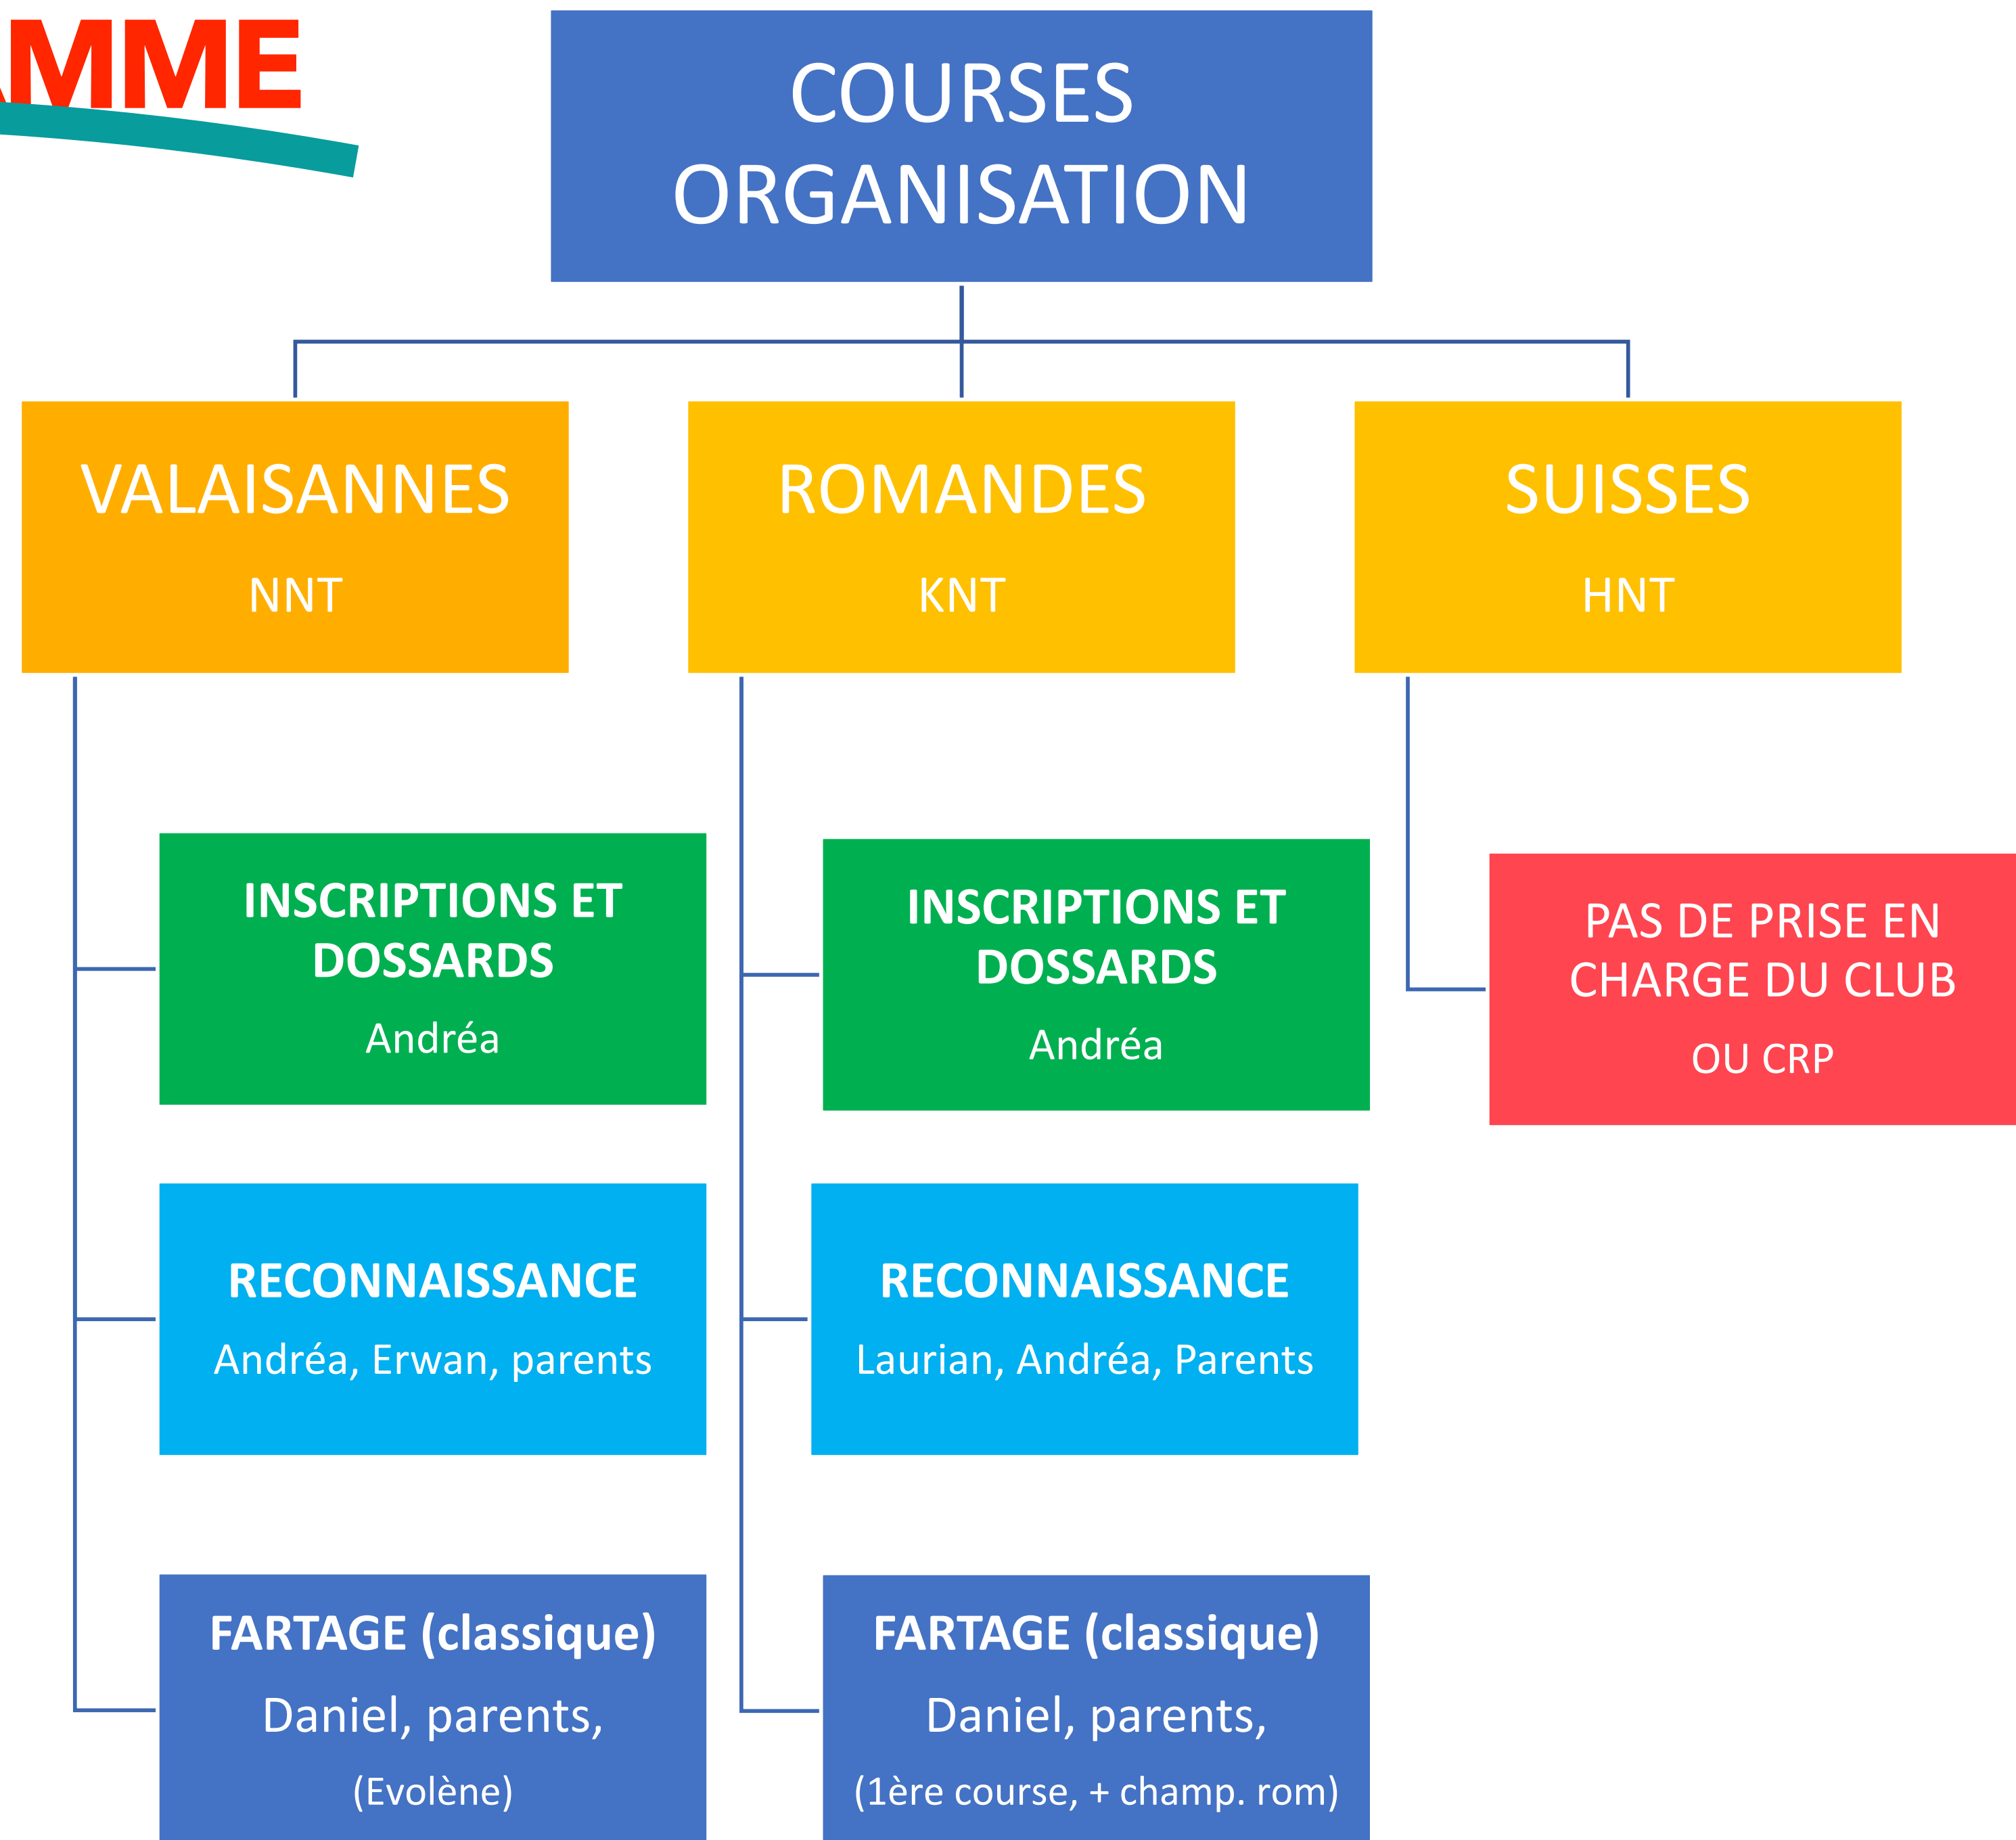 MME
COURSES
ORGANISATION
VALAISANNES
NNT
ROMANDES
KNT
SUISSES
HNT
INSCRIPTIONS ET
DOSSARDS
Andréa
INSCRIPTIONS ET
DOSSARDS
Andréa
PAS DE PRISE EN
CHARGE DU CLUB
OU CRP
RECONNAISSANCE
Andréa, Erwan, parents
RECONNAISSANCE
Laurian, Andréa, Parents
FARTAGE (classique)
Daniel, parents,
(Evolène)
FARTAGE (classique)
Daniel, parents,
(1ère course, + champ. rom)